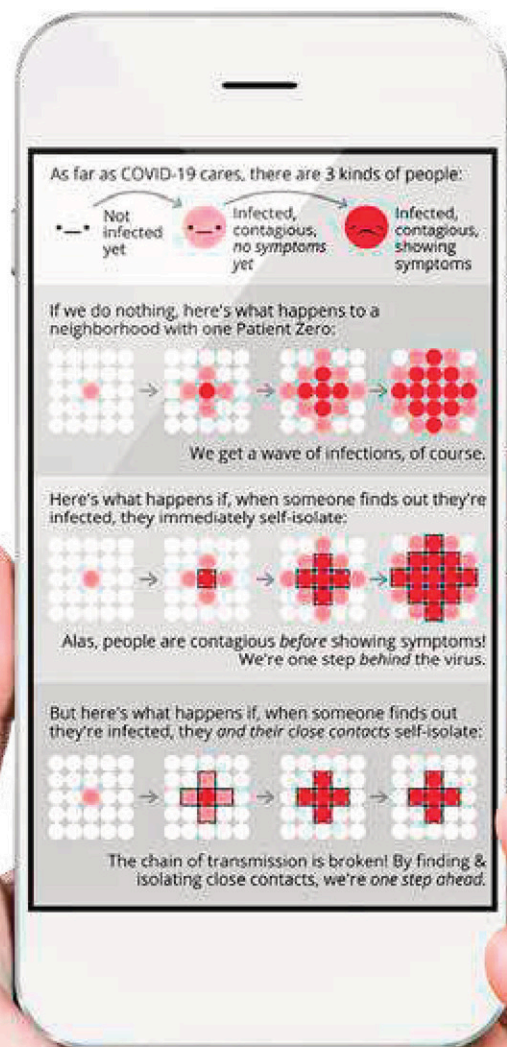 As far as COVID-19 cares, there are 3 kinds of people:
Not
infected
yet
Infected,
contagious,
no symptoms
yet
Infected,
contagious,
showing
symptoms
If we do nothing, here's what happens to a
neighborhood with one Patient Zero:
We get a wave of infections, of course.
Here's what happens if, when someone finds out they're
infected, they immediately self-isolate:
Alas, people are contagious before showing symptoms!
We're one step behind the virus.
But here's what happens if, when someone finds out
they're infected, they and their close contacts self-isolate:
The chain of transmission is broken! By finding &
isolating close contacts, we're one step ahead.